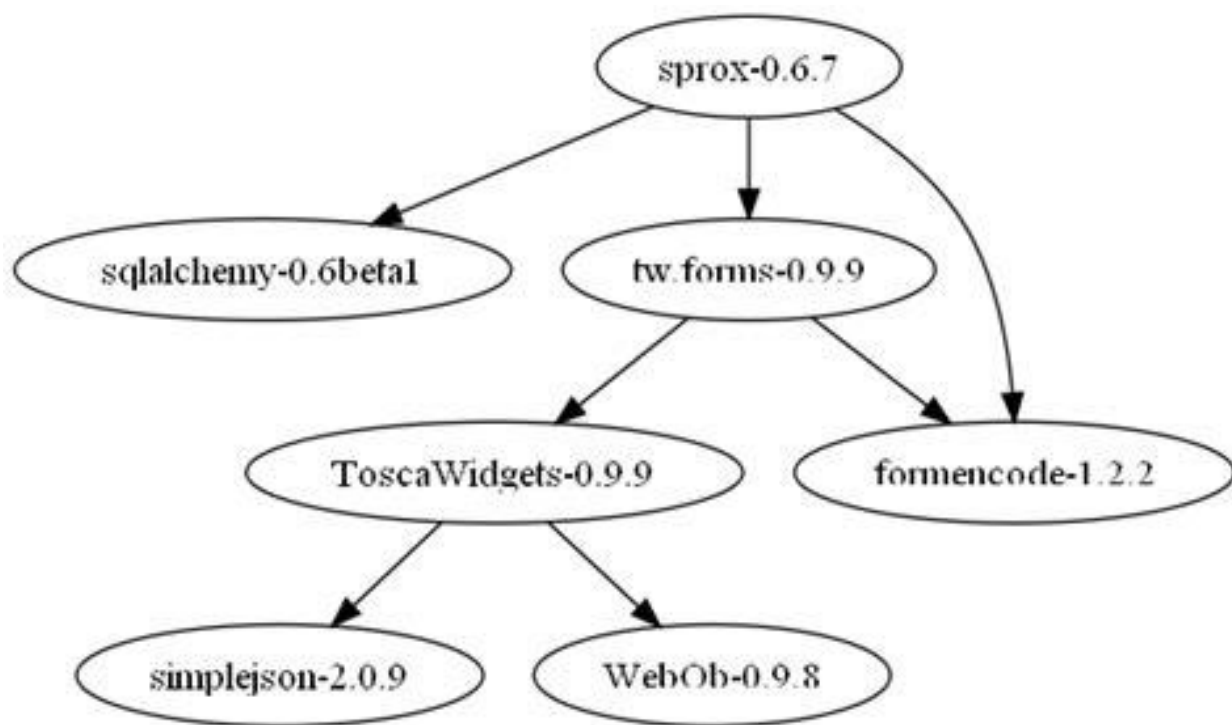 sprox-0.6.7
sqlalchemy-0.6beta1
tw.forms-0.9.9
ToscaWidgets-0.9.9
formencode-1.2.2
simplejson-2.0.9
WebOb-0.9.8